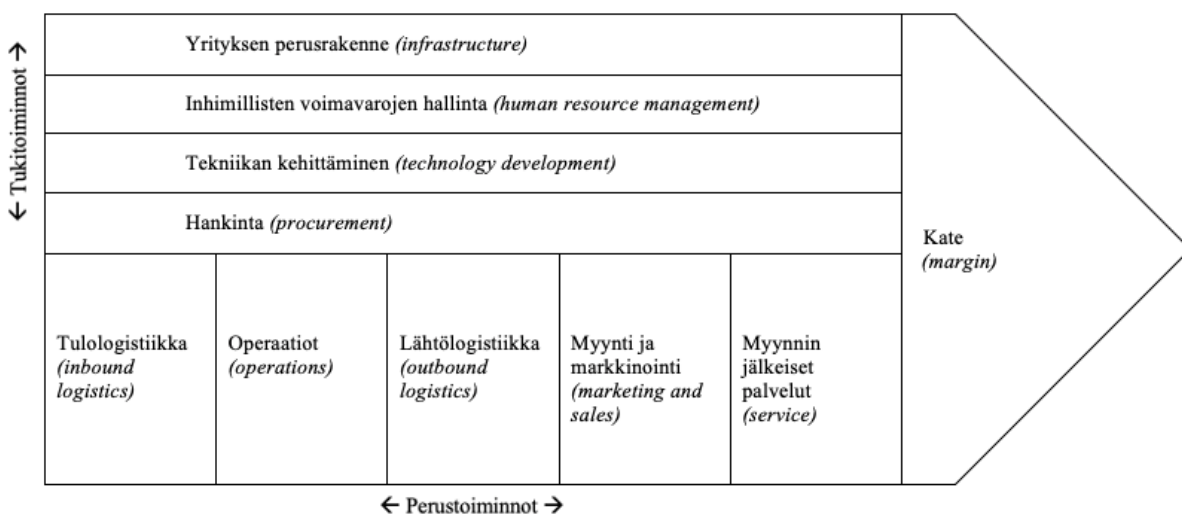 ← Tukitoiminnot →
Yrityksen perusrakenne (infrastructure)
Inhimillisten voimavarojen hallinta (human resource management)
Tekniikan kehittäminen (technology development)
Hankinta (procurement)
Kate
(margin)
Tulologistiikka
(inbound
logistics)
Operaatiot
(operations)
Lähtölogistiikka
(outbound
logistics)
Myynti ja
markkinointi
(marketing and
sales)
Myynnin
jälkeiset
palvelut
(service)
← Perustoiminnot →